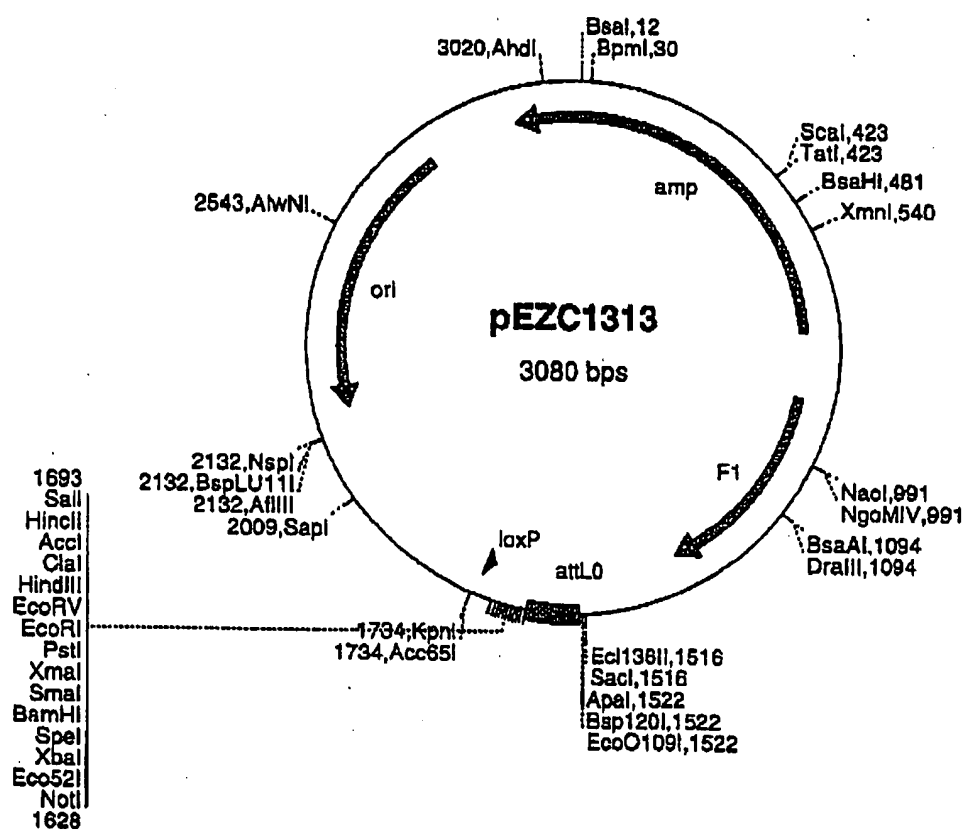 BsaI,12
3020,AhdI
BpmI,30
ScaI,423
TatI,423
BsaHI,481
XmnI,540
amp
2543,AlwNI
ori
pEZC1313
3080 bps
F1
NaoI,991
NgoMIV,991
BsaAI,1094
DraIII,1094
2132,NspI
2132,BspLU11I
2132,AflIII
2009,SapI
loxP
attL0
1734,KpnI
1734,Acc65I
Ecl136II,1516
SacI,1516
ApaI,1522
Bsp120I,1522
EcoO109I,1522
1693
SalI
HincII
AccI
ClaI
HindIII
EcoRV
EcoRI
PstI
XmaI
SmaI
BamHI
SpeI
XbaI
Eco52I
NotI
1628